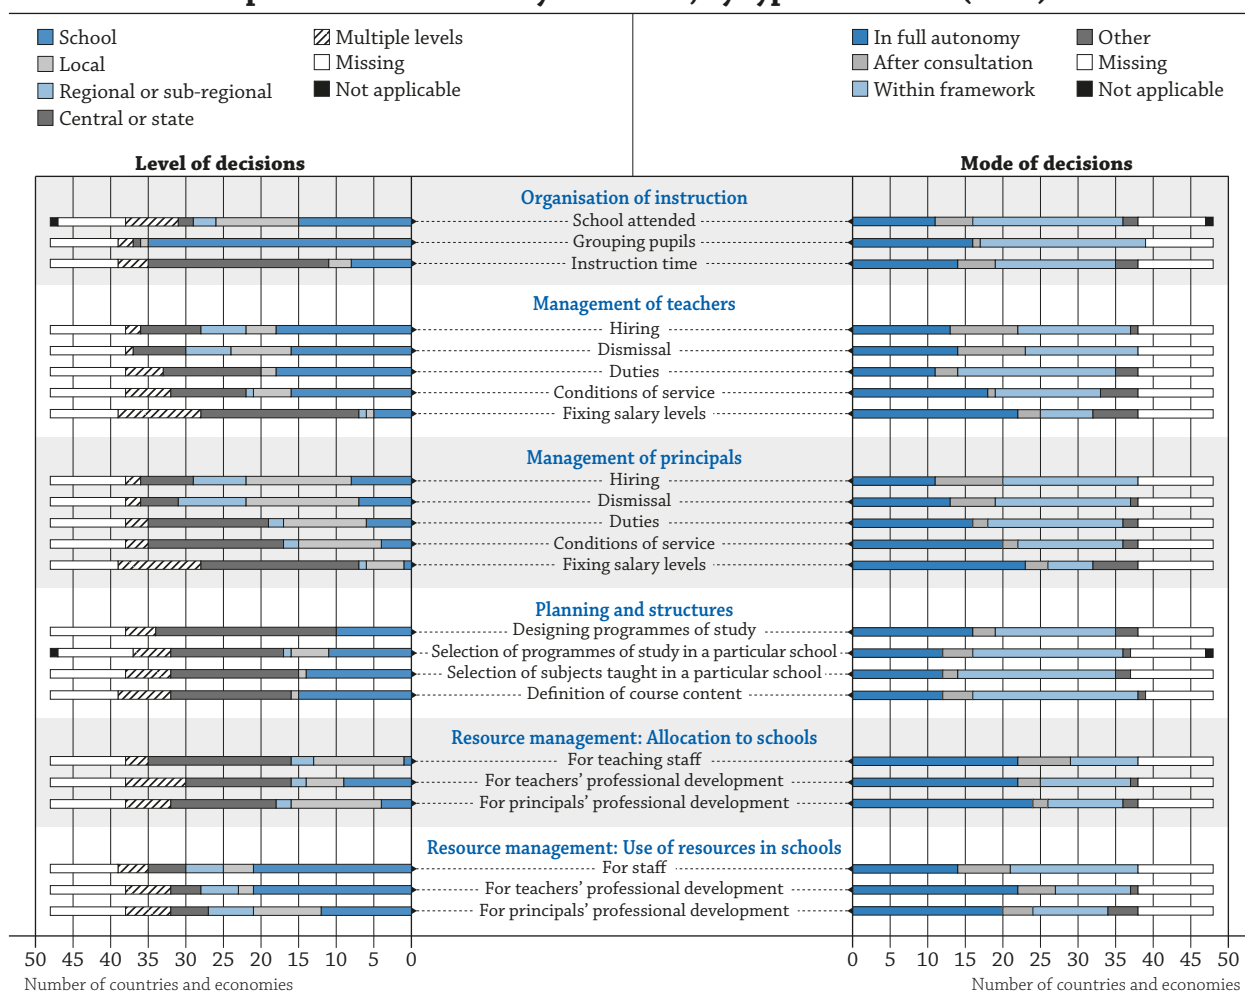 School
Local
Regional or sub-regional
Central or state
Multiple levels
Missing
Not applicable
In full autonomy
After consultation
Within framework
Other
Missing
Not applicable
Level of decisions
Mode of decisions
Organisation of instruction
School attended
Grouping pupils
Instruction time
Management of teachers
Hiring
Dismissal
Duties
Conditions of service
Fixing salary levels
Management of principals
Hiring
Dismissal
Duties
Conditions of service
Fixing salary levels
Planning and structures
Designing programmes of study
Selection of programmes of study in a particular school
Selection of subjects taught in a particular school
Definition of course content
Resource management: Allocation to schools
For teaching staff
For teachers’ professional development
For principals’ professional development
Resource management: Use of resources in schools
For staff
For teachers’ professional development
For principals’ professional development
50 45 40 35 30 25 20 15 10 5 0
0 5 10 15 20 25 30 35 40 45 50
Number of countries and economies
Number of countries and economies